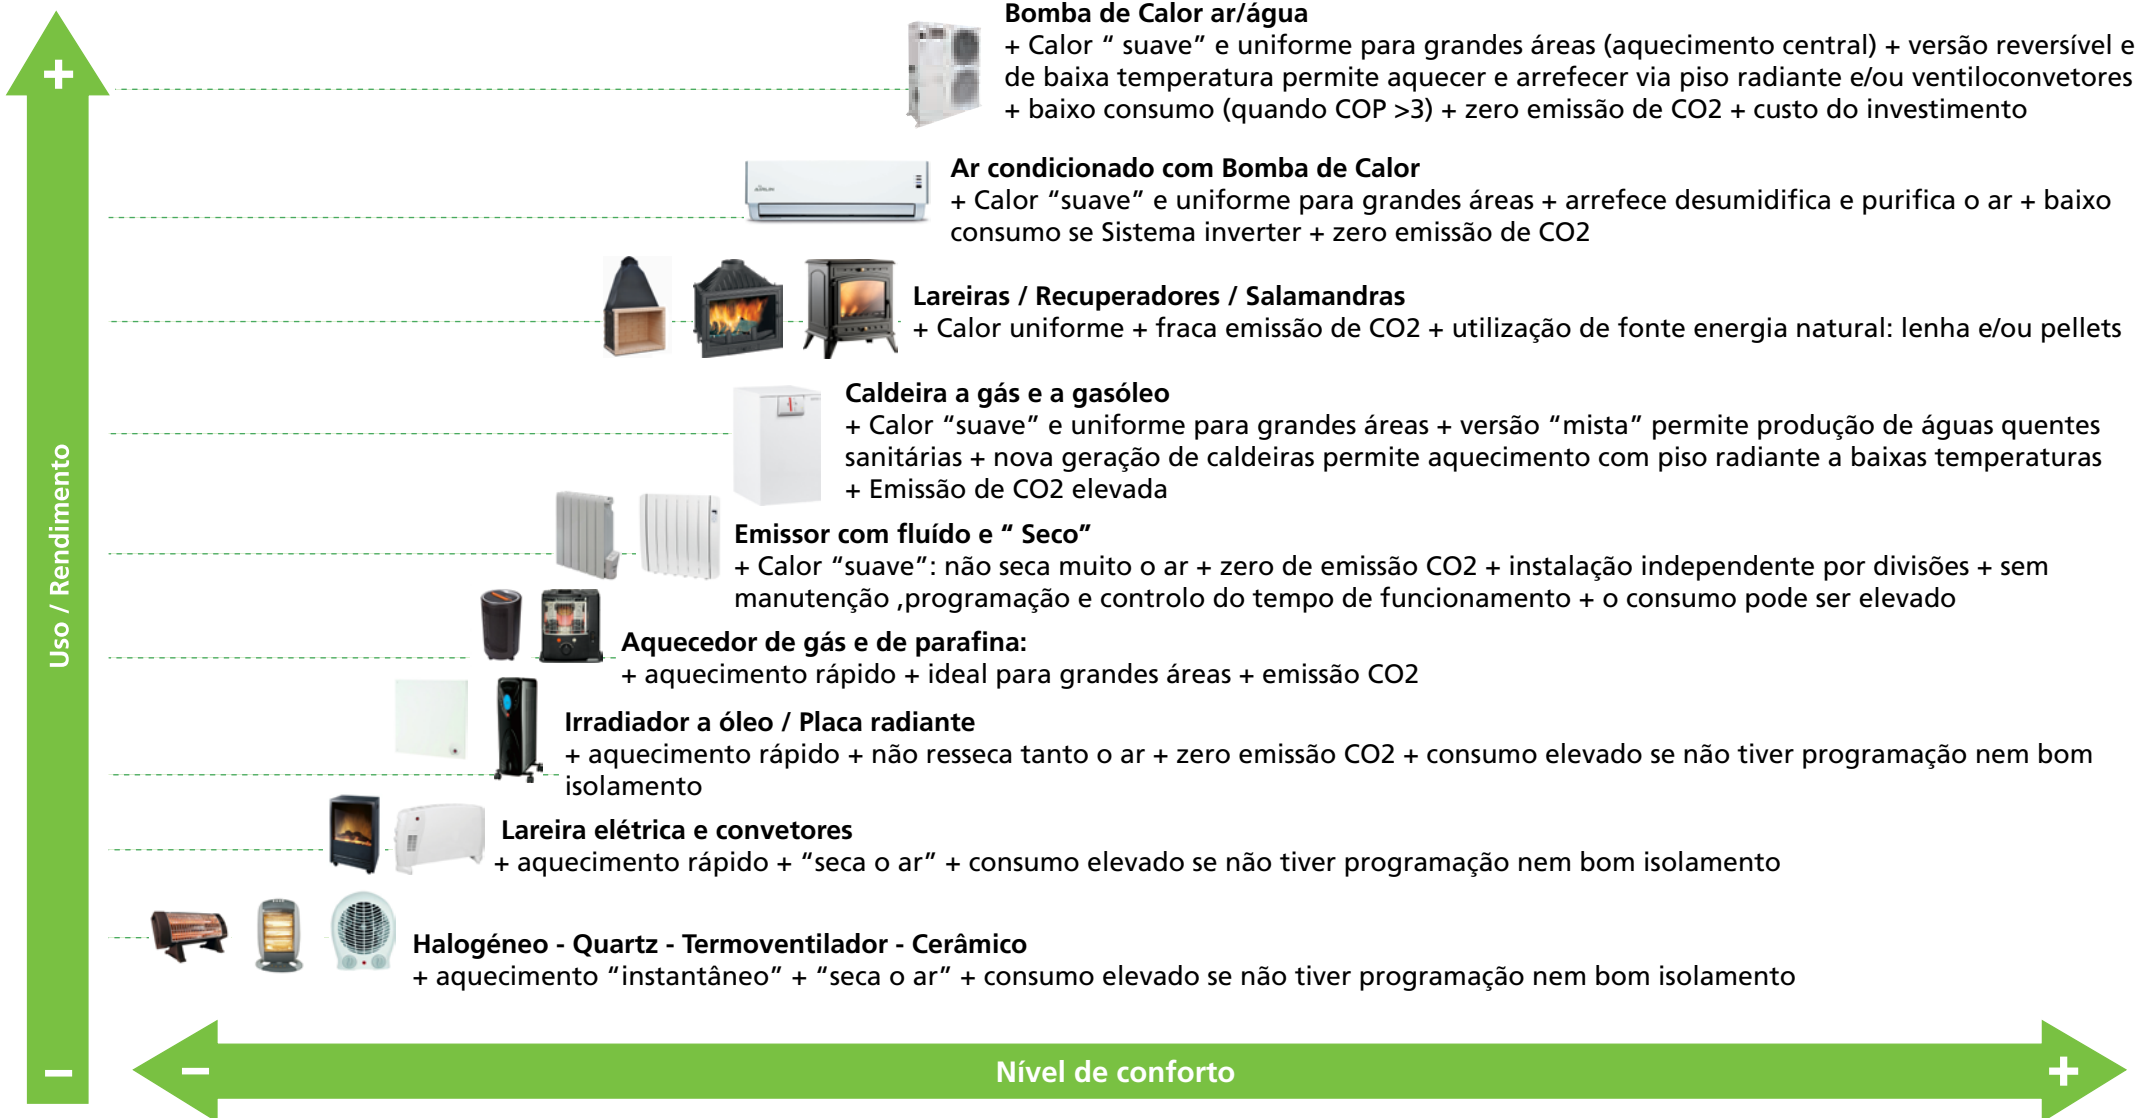 Bomba de Calor ar/água
+ Calor “ suave” e uniforme para grandes áreas (aquecimento central) + versão reversível e
de baixa temperatura permite aquecer e arrefecer via piso radiante e/ou ventiloconvetores
+ baixo consumo (quando COP >3) + zero emissão de CO2 + custo do investimento
Ar condicionado com Bomba de Calor
+ Calor “suave” e uniforme para grandes áreas + arrefece desumidifica e purifica o ar + baixo
consumo se Sistema inverter + zero emissão de CO2
Lareiras / Recuperadores / Salamandras
+ Calor uniforme + fraca emissão de CO2 + utilização de fonte energia natural: lenha e/ou pellets
Caldeira a gás e a gasóleo
+ Calor “suave” e uniforme para grandes áreas + versão “mista” permite produção de águas quentes
sanitárias + nova geração de caldeiras permite aquecimento com piso radiante a baixas temperaturas
+ Emissão de CO2 elevada
Emissor com fluído e “ Seco”
+ Calor “suave”: não seca muito o ar + zero de emissão CO2 + instalação independente por divisões + sem
manutenção ,programação e controlo do tempo de funcionamento + o consumo pode ser elevado
Aquecedor de gás e de parafina:
+ aquecimento rápido + ideal para grandes áreas + emissão CO2
Irradiador a óleo / Placa radiante
+ aquecimento rápido + não resseca tanto o ar + zero emissão CO2 + consumo elevado se não tiver programação nem bom
isolamento
Lareira elétrica e convetores
+ aquecimento rápido + “seca o ar” + consumo elevado se não tiver programação nem bom isolamento
Halogéneo - Quartz - Termoventilador - Cerâmico
+ aquecimento “instantâneo” + “seca o ar” + consumo elevado se não tiver programação nem bom isolamento
+
Uso / Rendimento
–
–
Nível de conforto
+